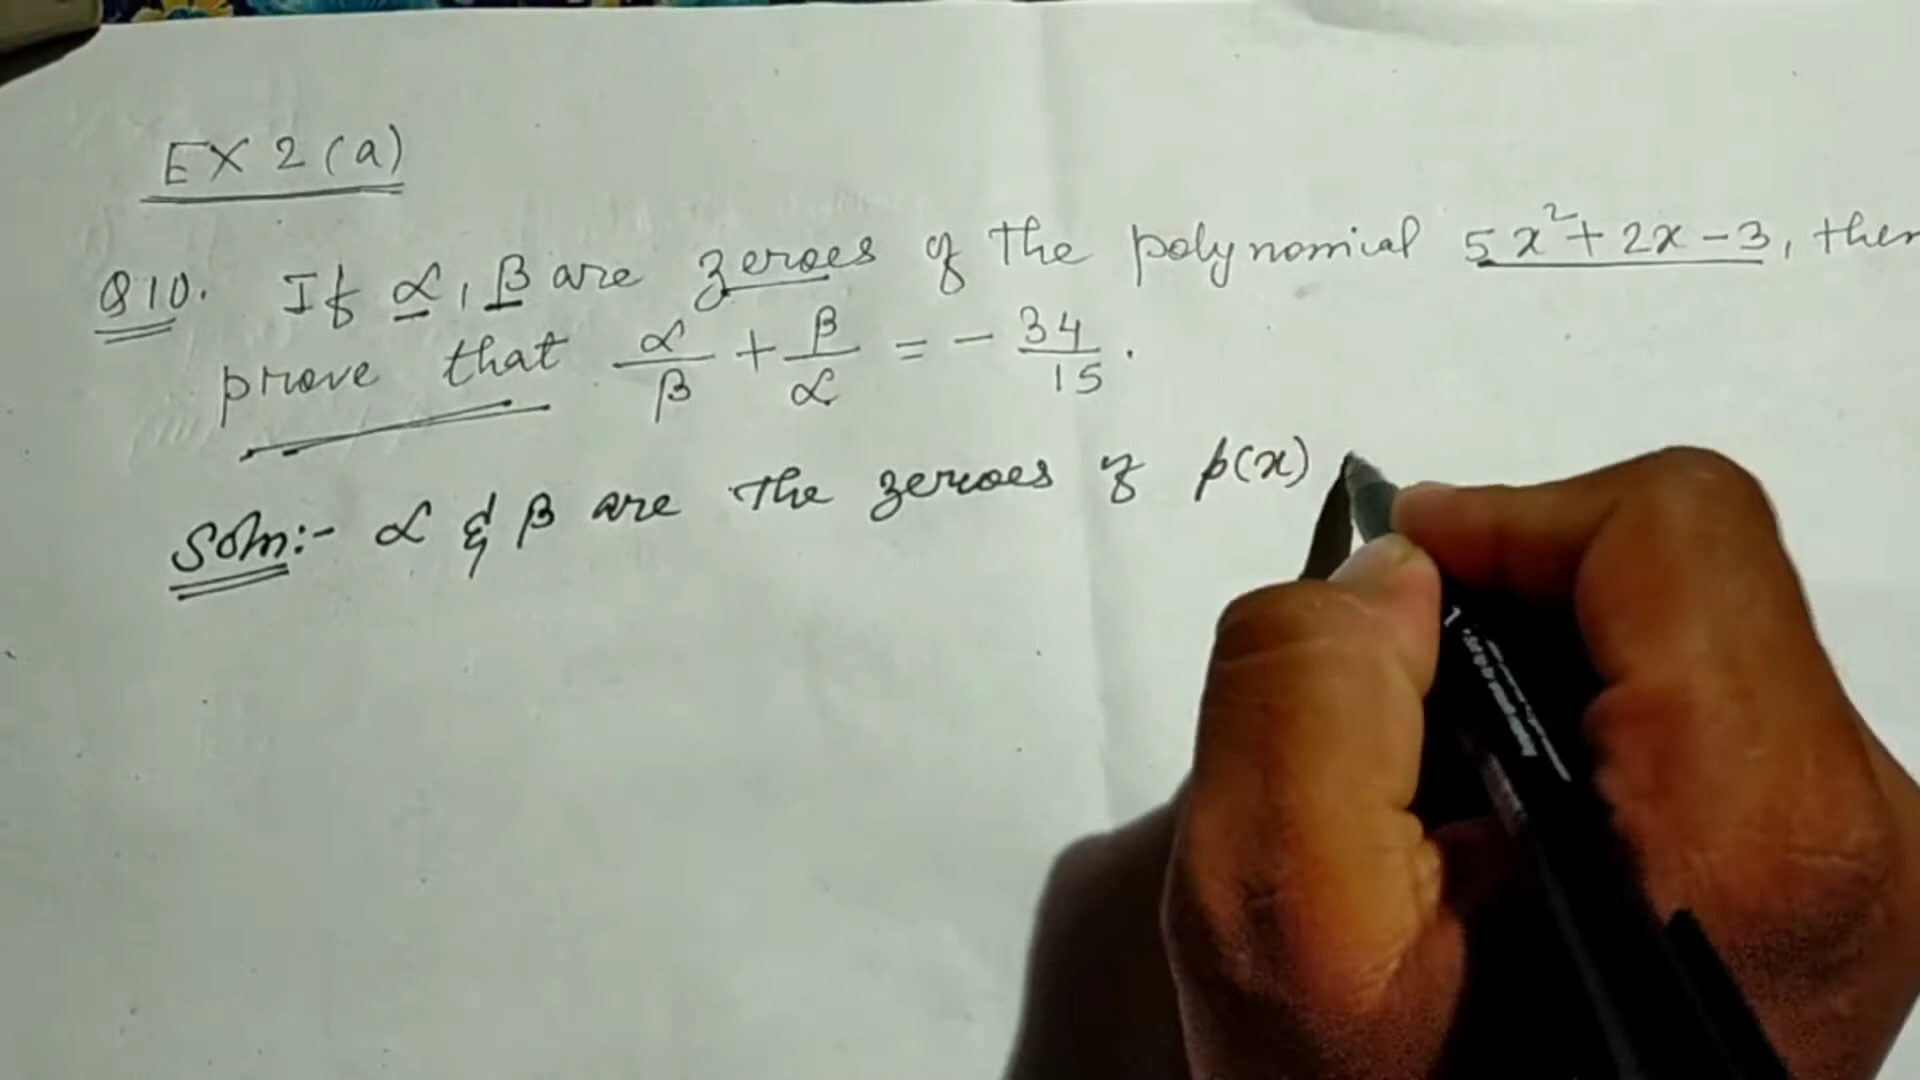 EX 2 (a)
Q10. If α, β are zeroes of the polynomial 5x²+2x-3, then
prove that α/β + β/α = - 34/15.
Soln:- α & β are the zeroes of p(x)